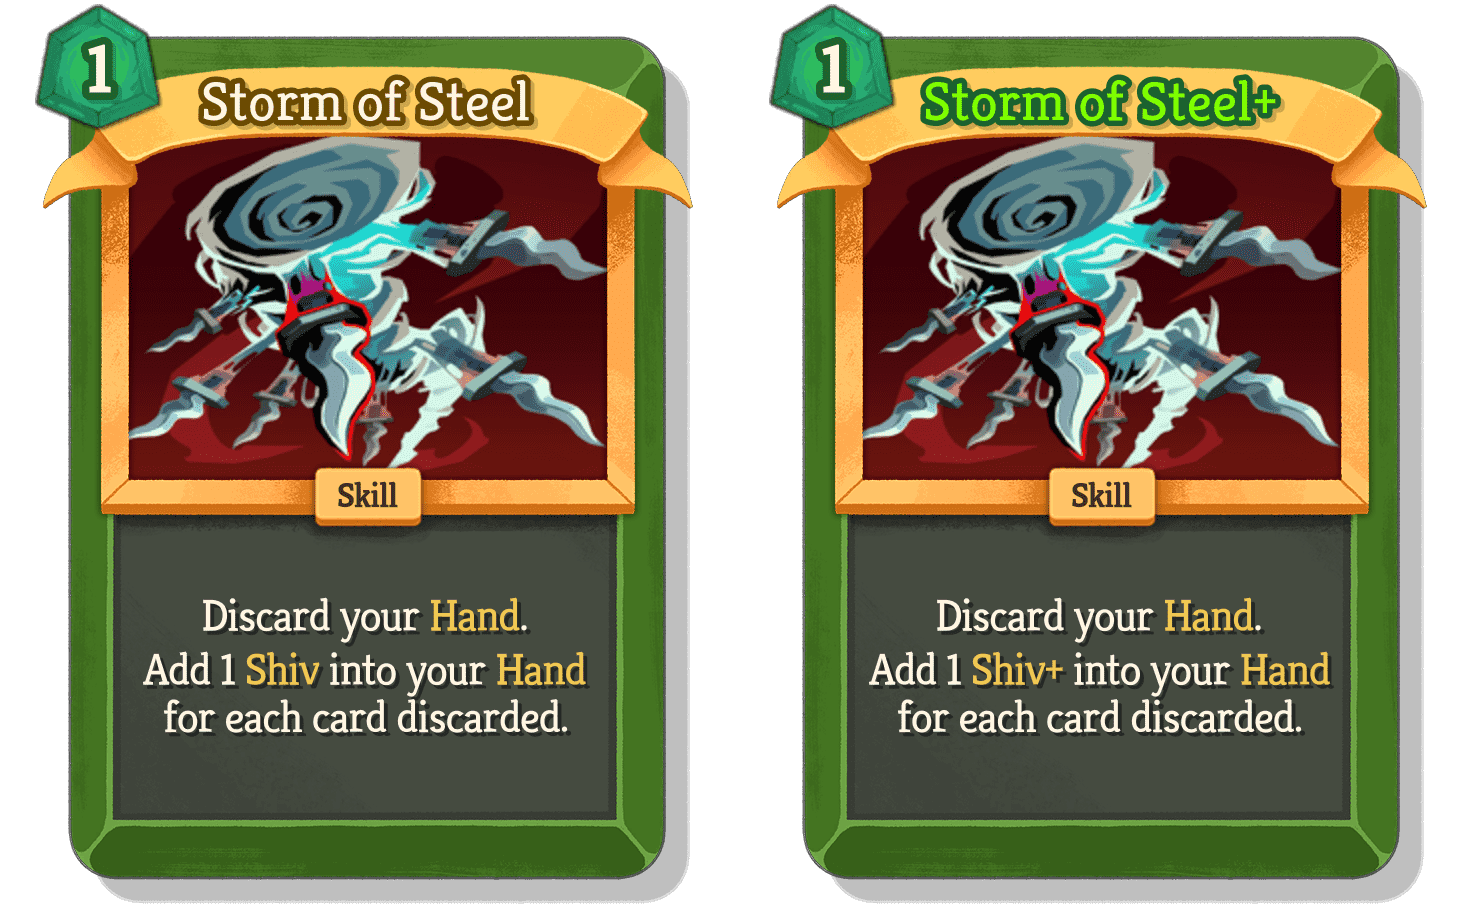 1
Storm of Steel
Skill
Discard your Hand.
Add 1 Shiv into your Hand
for each card discarded.
1
Storm of Steel+
Skill
Discard your Hand.
Add 1 Shiv+ into your Hand
for each card discarded.